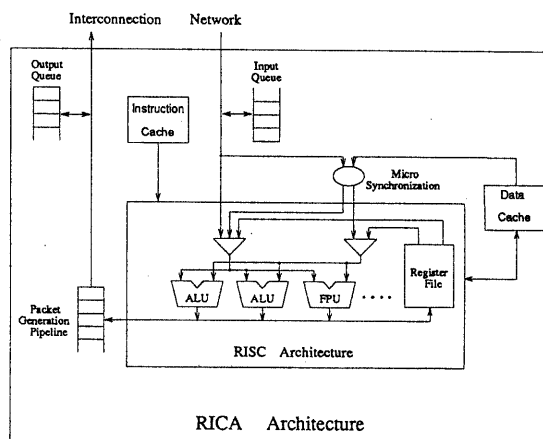 Interconnection Network
Output
Queue
Input
Queue
Instruction
Cache
Micro
Synchronization
Data
Cache
Register
File
ALU
ALU
FPU
Packet
Generation
Pipeline
RISC Architecture
RICA Architecture